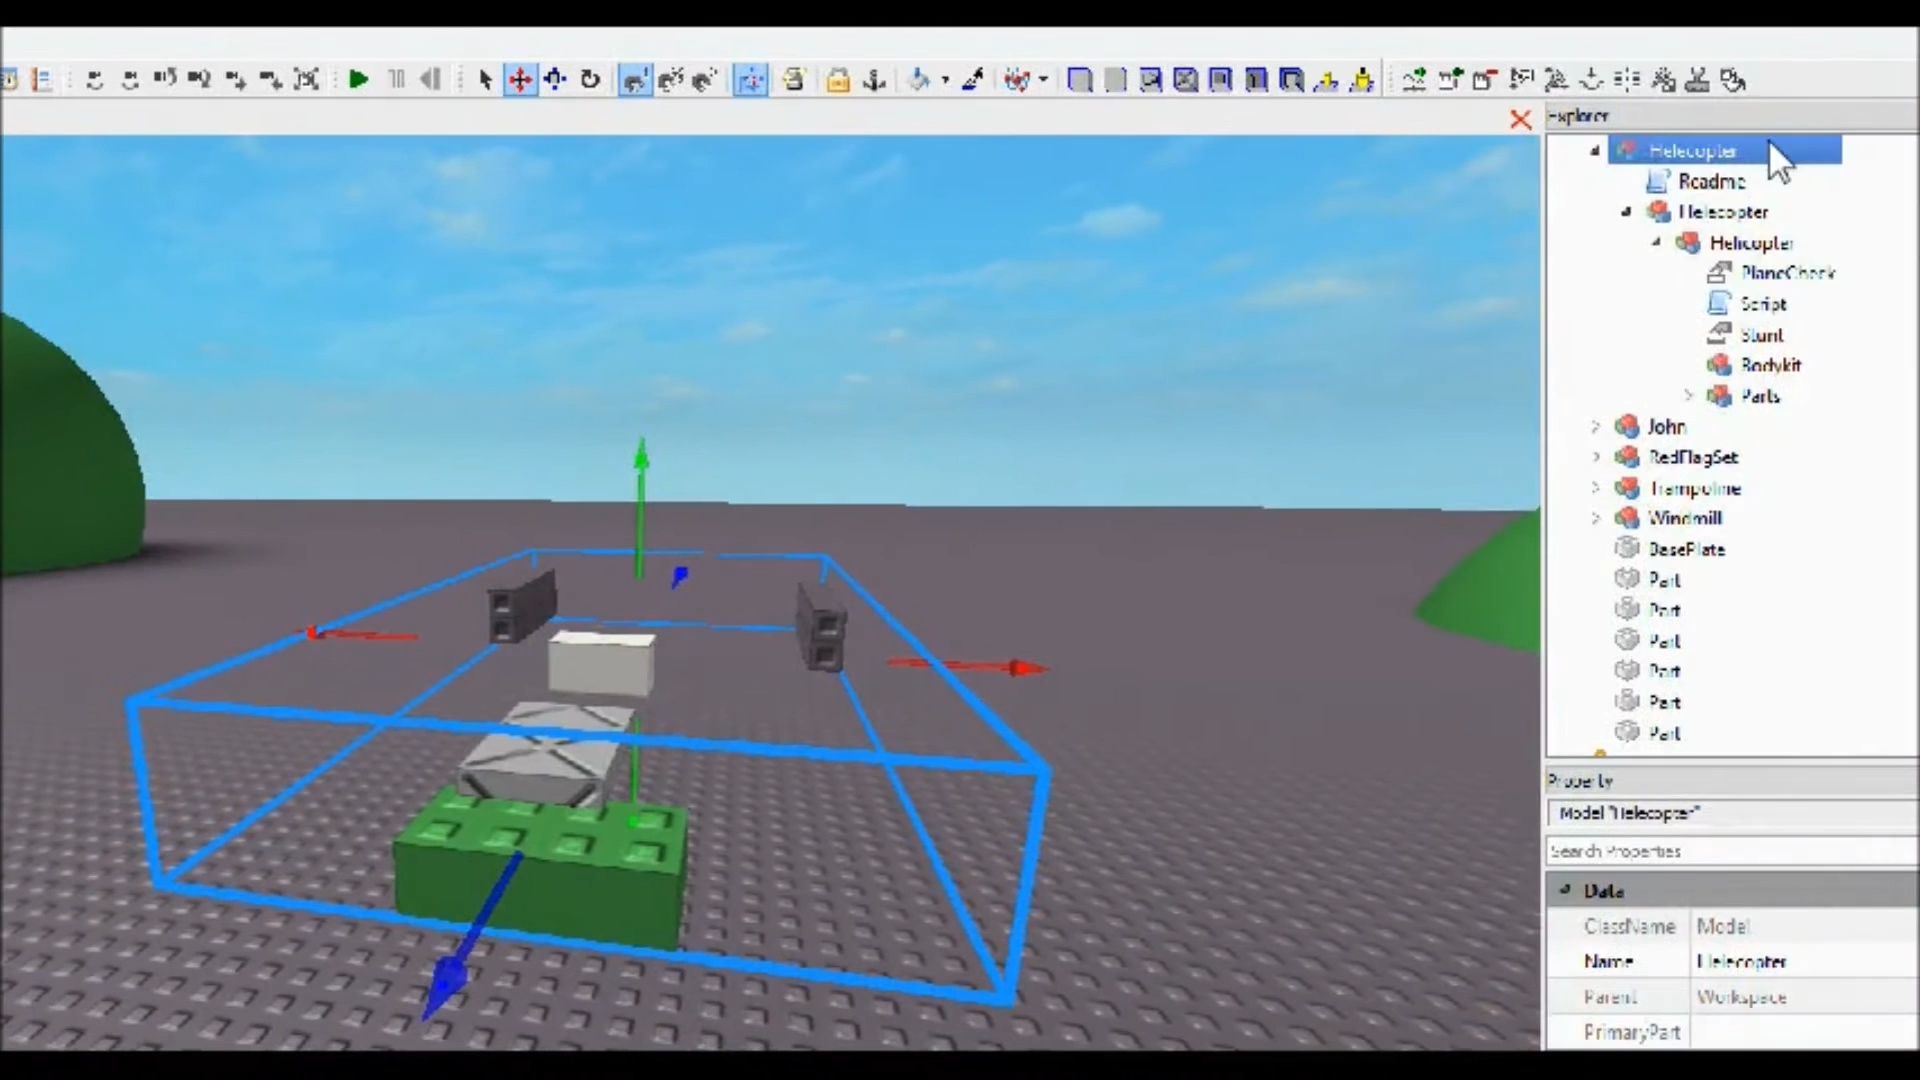 Explorer
Helecopter
Readme
Helecopter
Helicopter
PlaneCheck
Script
Stunt
Bodykit
Parts
John
RedFlagSet
Trampoline
Windmill
BasePlate
Part
Part
Part
Part
Part
Part
Property
Model "Helecopter"
Search Properties
Data
ClassName Model
Name Helecopter
Parent Workspace
PrimaryPart